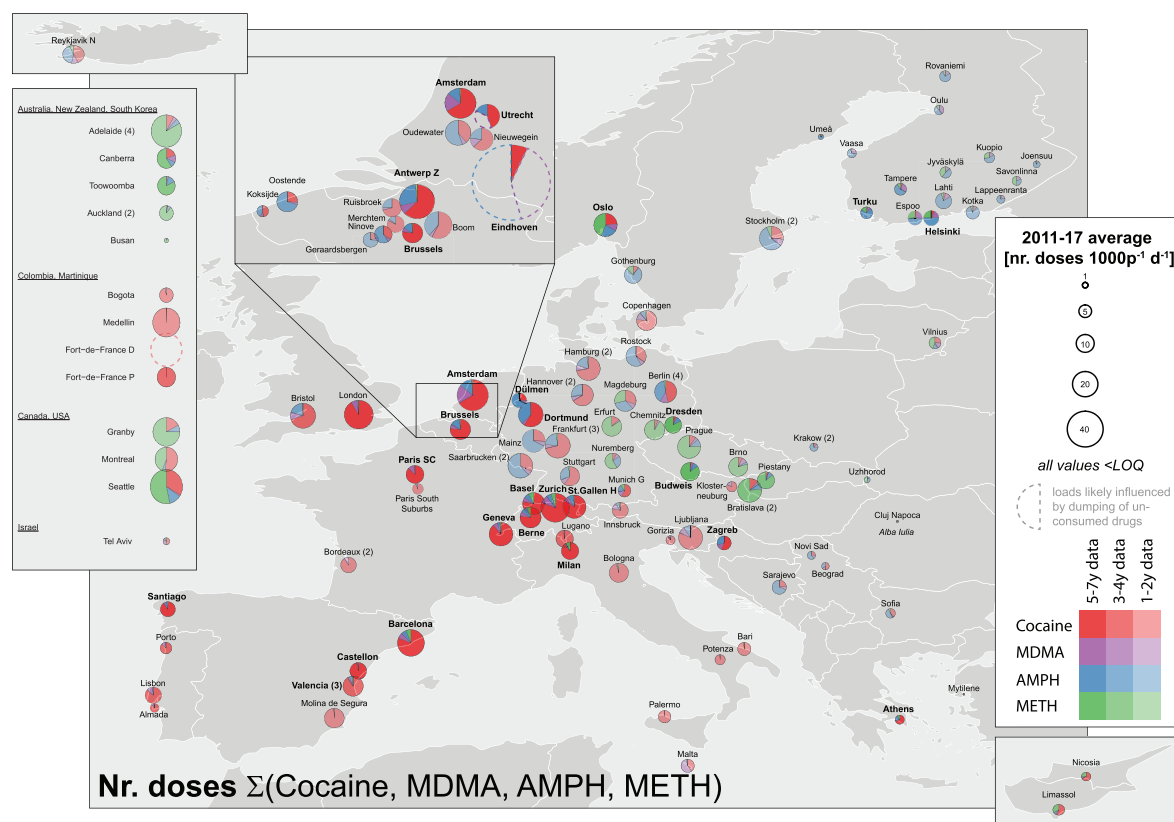 Reykjavik N
Australia, New Zealand, South Korea
Adelaide (4)
Canberra
Toowoomba
Auckland (2)
Busan
Colombia, Martinique
Bogota
Medellin
Fort−de−France D
Fort−de−France P
Canada, USA
Granby
Montreal
Seattle
Israel
Tel Aviv
Amsterdam
Utrecht
Oudewater
Nieuwegein
Antwerp Z
Oostende
Koksijde
Ruisbroek
Merchtem
Ninove
Boom
Geraardsbergen
Brussels
Eindhoven
Rovaniemi
Oulu
Umeå
Vaasa
Kuopio
Jyväskylä
Joensuu
Savonlinna
Tampere
Lahti
Lappeenranta
Turku
Espoo
Kotka
Helsinki
Oslo
Stockholm (2)
Gothenburg
Copenhagen
Vilnius
Rostock
Hamburg (2)
Berlin (4)
Hannover (2)
Magdeburg
Amsterdam
Dülmen
Bristol
London
Brussels
Dortmund
Erfurt
Chemnitz
Dresden
Frankfurt (3)
Mainz
Prague
Krakow (2)
Saarbrucken (2)
Nuremberg
Brno
Paris SC
Stuttgart
Piestany
Uzhhorod
Munich G
Budweis
Kloster-
neuburg
Paris South
Suburbs
Basel
Zurich
St.Gallen H
Bratislava (2)
Geneva
Berne
Lugano
Innsbruck
Ljubljana
Gorizia
Zagreb
Cluj Napoca
Alba Iulia
Milan
Bordeaux (2)
Bologna
Novi Sad
Beograd
Sarajevo
Santiago
Sofia
Porto
Barcelona
Bari
Potenza
Castellon
Lisbon
Valencia (3)
Mytilene
Almada
Molina de Segura
Palermo
Athens
Malta
Nr. doses Σ(Cocaine, MDMA, AMPH, METH)
2011-17 average
[nr. doses 1000p⁻¹ d⁻¹]
1
5
10
20
40
all values <LOQ
loads likely influenced
by dumping of un-
consumed drugs
5-7y data
3-4y data
1-2y data
Cocaine
MDMA
AMPH
METH
Nicosia
Limassol